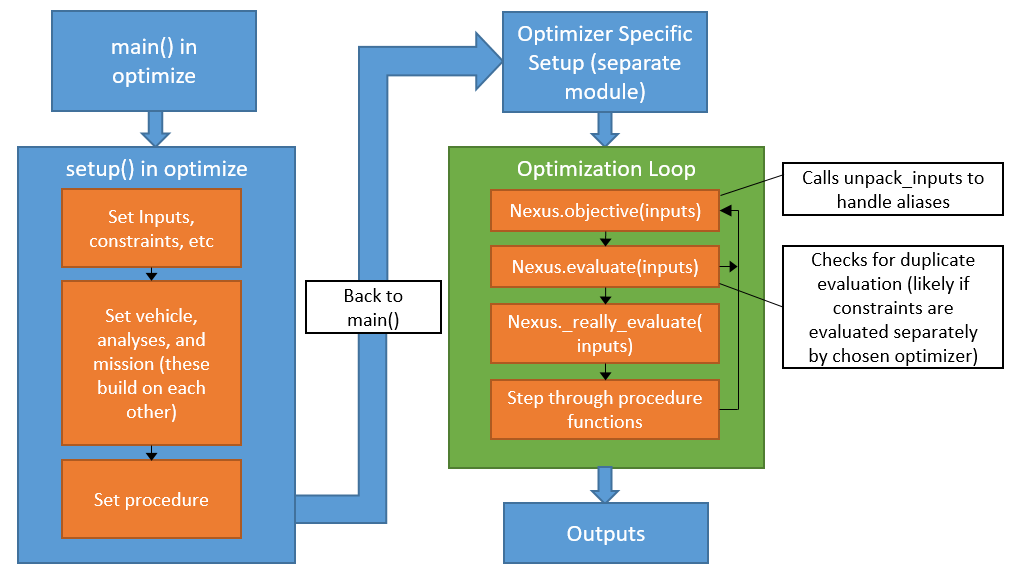 main() in
optimize
setup() in optimize
Set Inputs,
constraints, etc
Set vehicle,
analyses, and
mission (these
build on each
other)
Set procedure
Back to
main()
Optimizer Specific
Setup (separate
module)
Optimization Loop
Nexus.objective(inputs)
Nexus.evaluate(inputs)
Nexus._really_evaluate(
inputs)
Step through procedure
functions
Calls unpack_inputs to
handle aliases
Checks for duplicate
evaluation (likely if
constraints are
evaluated separately
by chosen optimizer)
Outputs